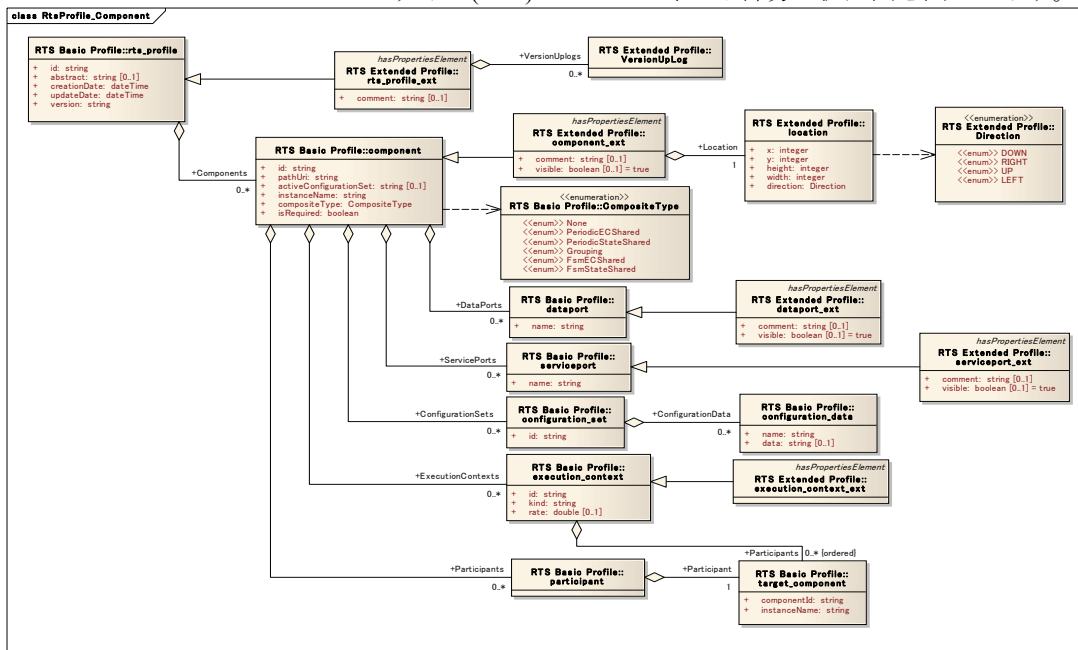 class RtsProfile_Component
RTS Basic Profile::rts_profile
+ id: string
+ abstract: string [0..1]
+ creationDate: dateTime
+ updateDate: dateTime
+ version: string
hasPropertiesElement
RTS Extended Profile::
rts_profile_ext
+ comment: string [0..1]
+VersionUplogs
0..*
RTS Extended Profile::
VersionUpLog
+Components
0..*
RTS Basic Profile::component
+ id: string
+ pathUri: string
+ activeConfigurationSet: string [0..1]
+ instanceName: string
+ compositeType: CompositeType
+ isRequired: boolean
hasPropertiesElement
RTS Extended Profile::
component_ext
+ comment: string [0..1]
+ visible: boolean [0..1] = true
+Location
1
RTS Extended Profile::
location
+ x: integer
+ y: integer
+ height: integer
+ width: integer
+ direction: Direction
<<enumeration>>
RTS Extended Profile::
Direction
<<enum>> DOWN
<<enum>> RIGHT
<<enum>> UP
<<enum>> LEFT
<<enumeration>>
RTS Basic Profile::CompositeType
<<enum>> None
<<enum>> PeriodicECShared
<<enum>> PeriodicStateShared
<<enum>> Grouping
<<enum>> FsmECShared
<<enum>> FsmStateShared
+DataPorts
0..*
RTS Basic Profile::
dataport
+ name: string
hasPropertiesElement
RTS Extended Profile::
dataport_ext
+ comment: string [0..1]
+ visible: boolean [0..1] = true
+ServicePorts
0..*
RTS Basic Profile::
serviceport
+ name: string
hasPropertiesElement
RTS Extended Profile::
serviceport_ext
+ comment: string [0..1]
+ visible: boolean [0..1] = true
+ConfigurationSets
0..*
RTS Basic Profile::
configuration_set
+ id: string
+ConfigurationData
0..*
RTS Basic Profile::
configuration_data
+ name: string
+ data: string [0..1]
+ExecutionContexts
0..*
RTS Basic Profile::
execution_context
+ id: string
+ kind: string
+ rate: double [0..1]
hasPropertiesElement
RTS Extended Profile::
execution_context_ext
+Participants 0..* {ordered}
+Participants
0..*
RTS Basic Profile::
participant
+Participant
1
RTS Basic Profile::
target_component
+ componentId: string
+ instanceName: string